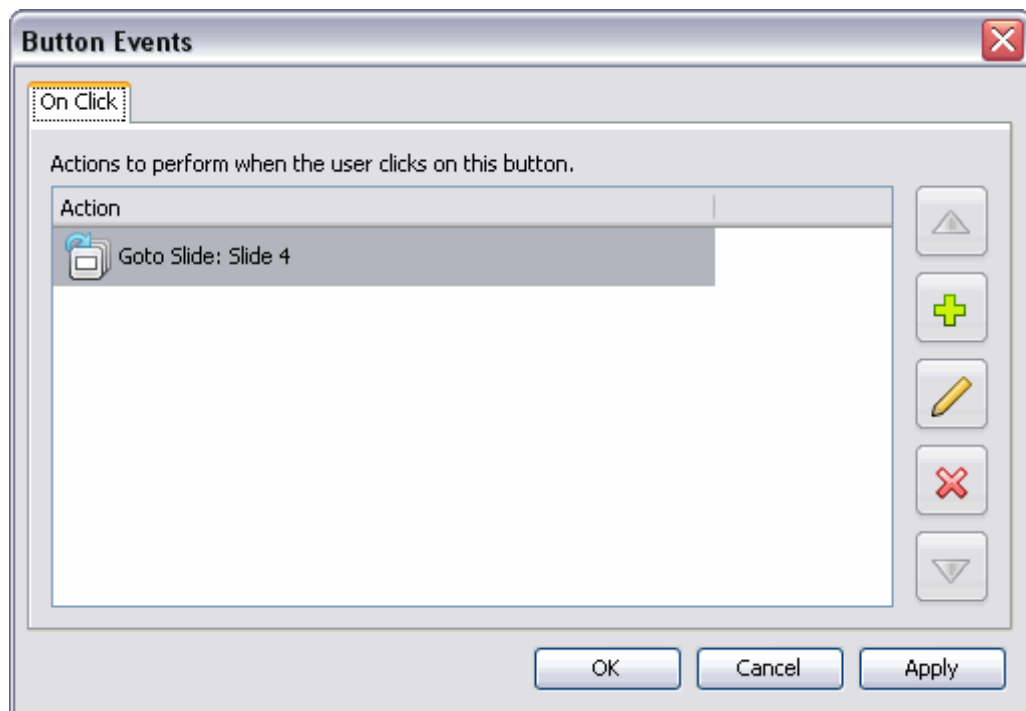 Button Events
On Click
Actions to perform when the user clicks on this button.
Action
Goto Slide: Slide 4
OK
Cancel
Apply